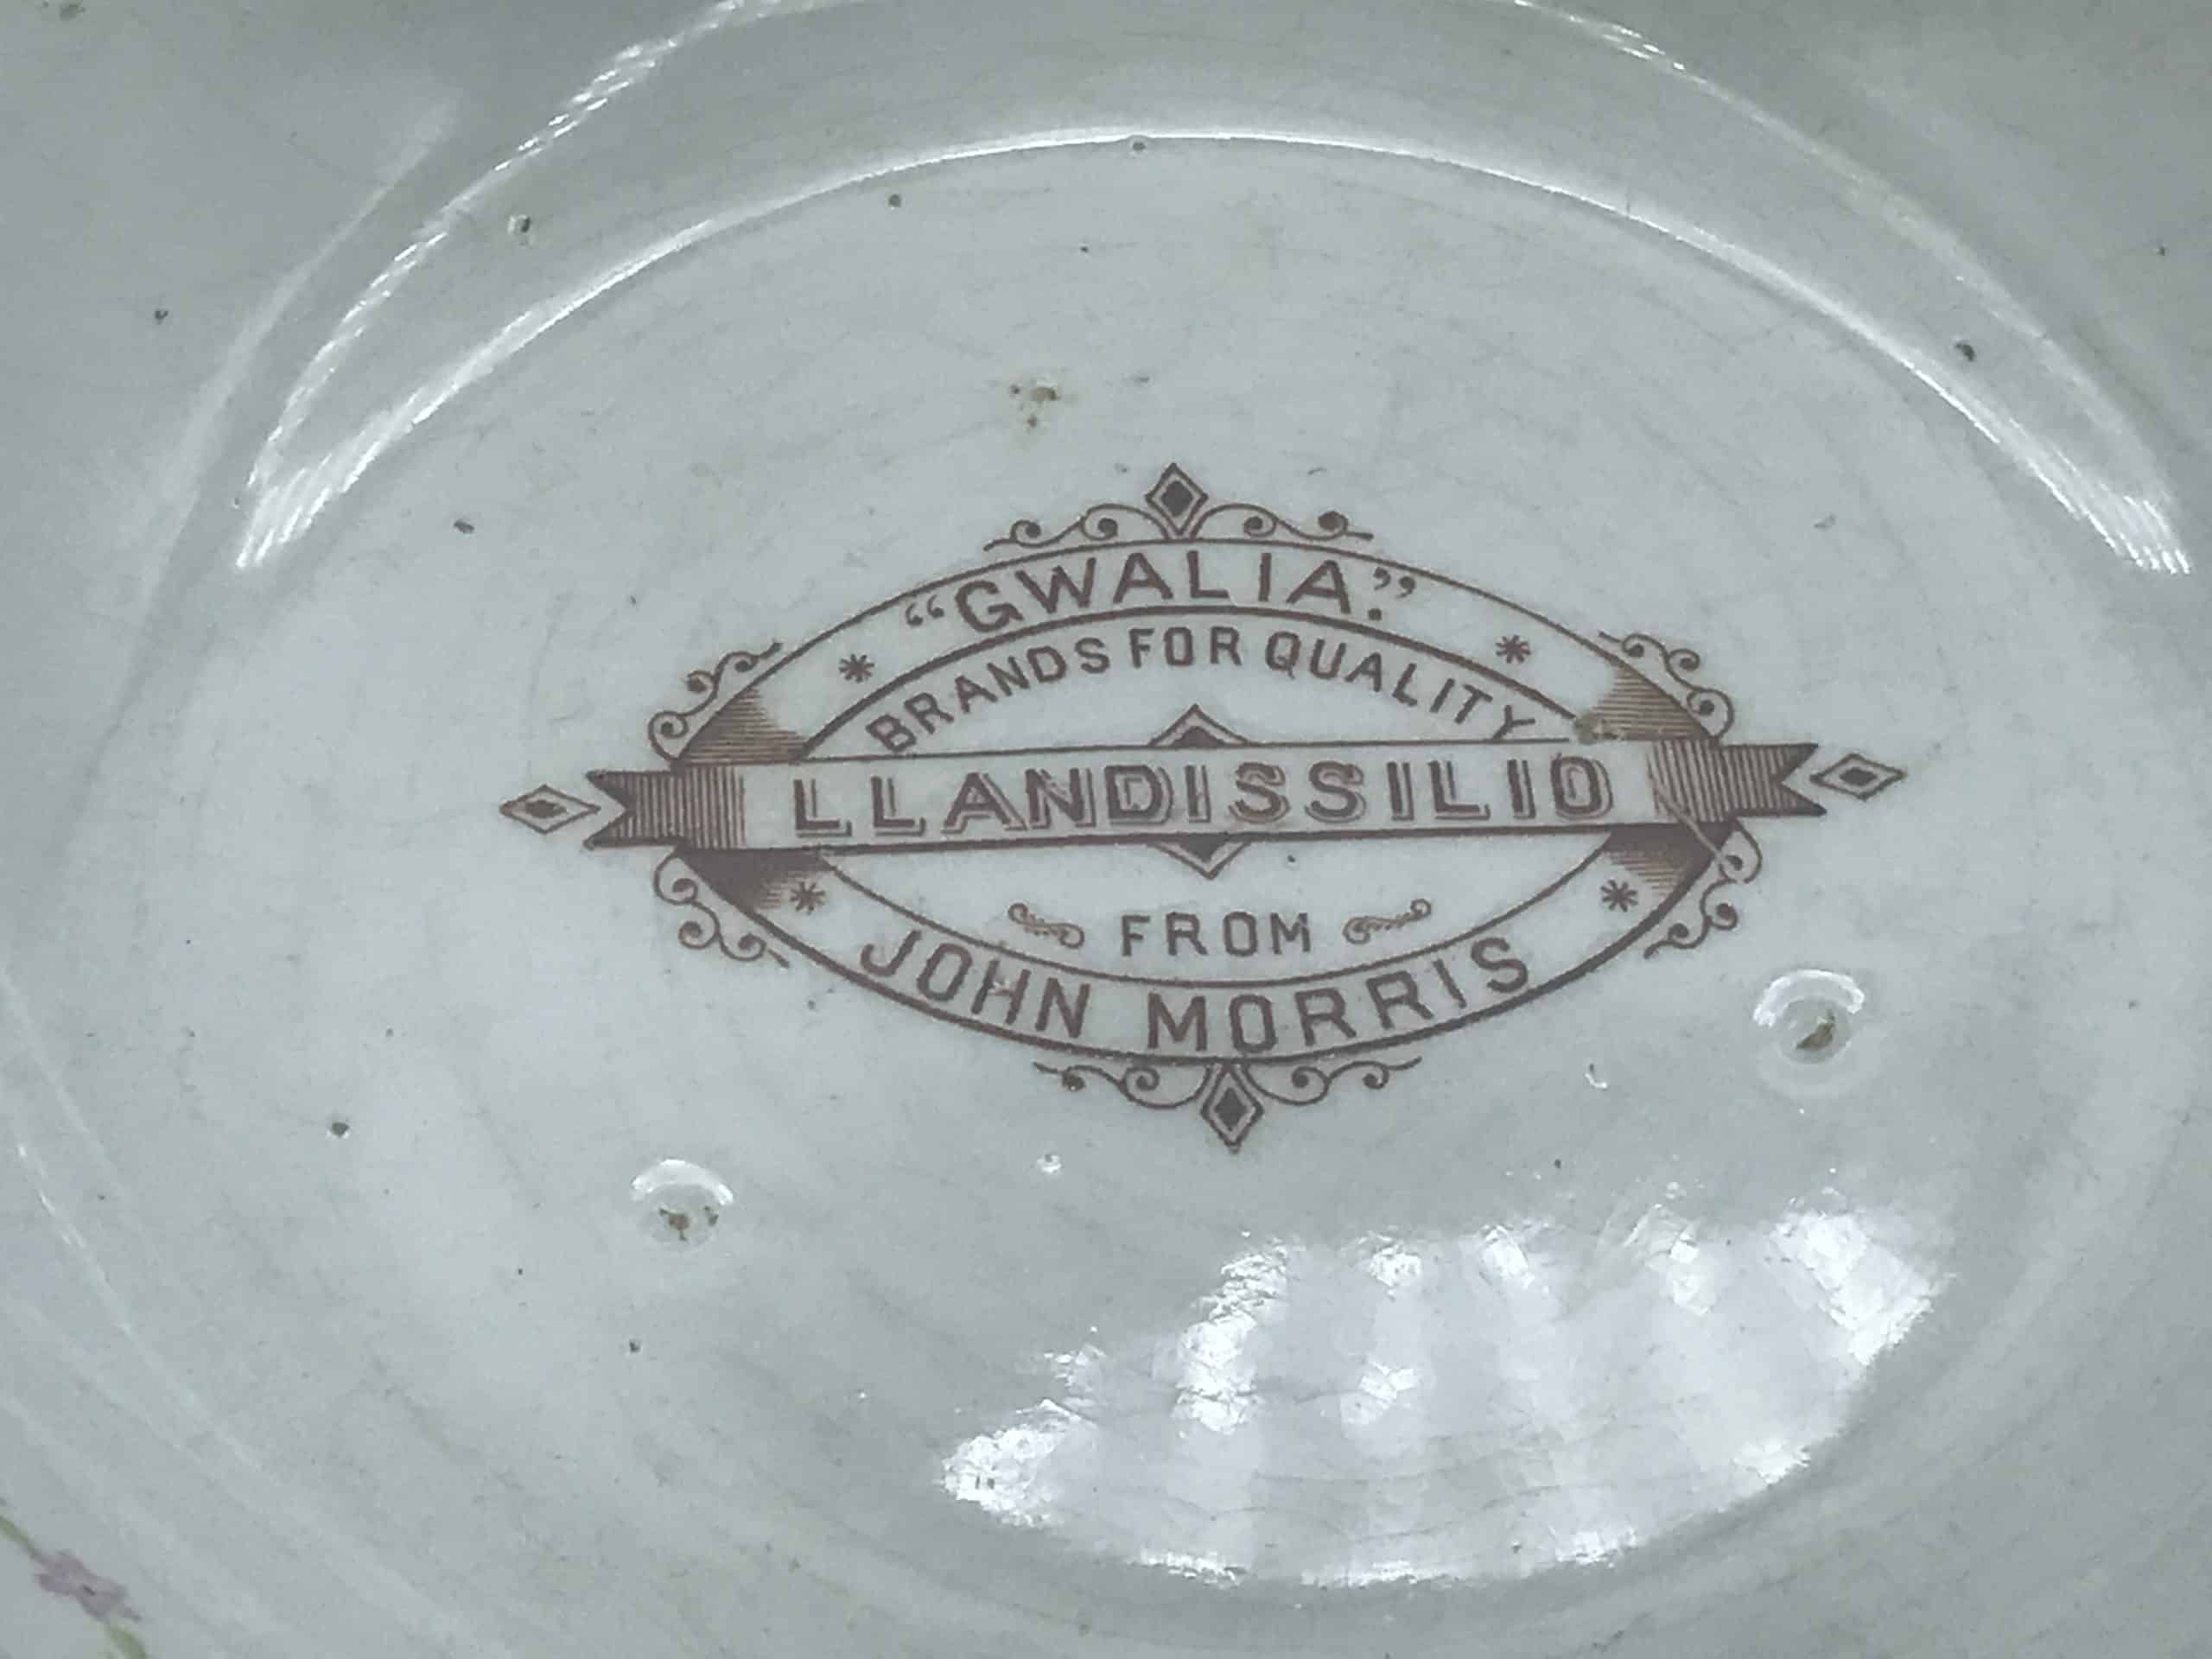 “GWALIA.”
BRANDS FOR QUALITY
LLANDISSILIO
FROM
JOHN MORRIS